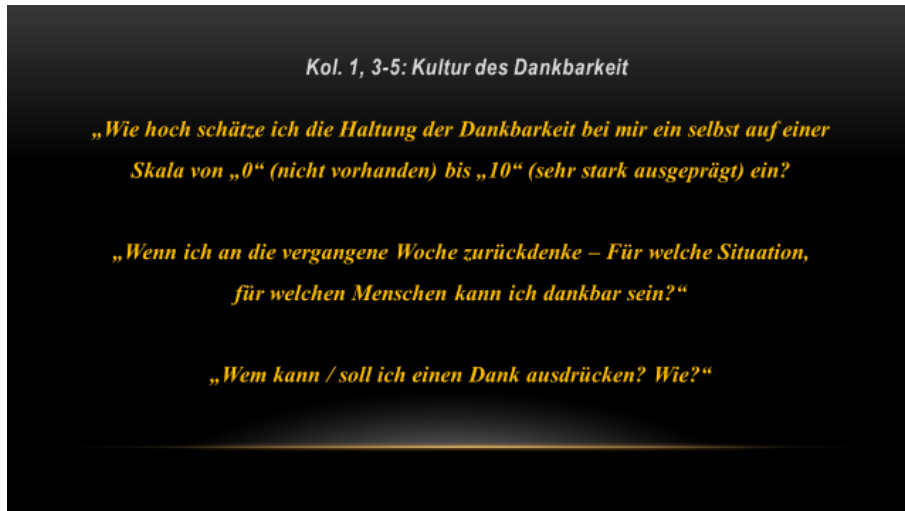 Kol. 1, 3-5: Kultur des Dankbarkeit
„Wie hoch schätze ich die Haltung der Dankbarkeit bei mir ein selbst auf einer
Skala von „0“ (nicht vorhanden) bis „10“ (sehr stark ausgeprägt) ein?
„Wenn ich an die vergangene Woche zurückdenke – Für welche Situation,
für welchen Menschen kann ich dankbar sein?“
„Wem kann / soll ich einen Dank ausdrücken? Wie?“